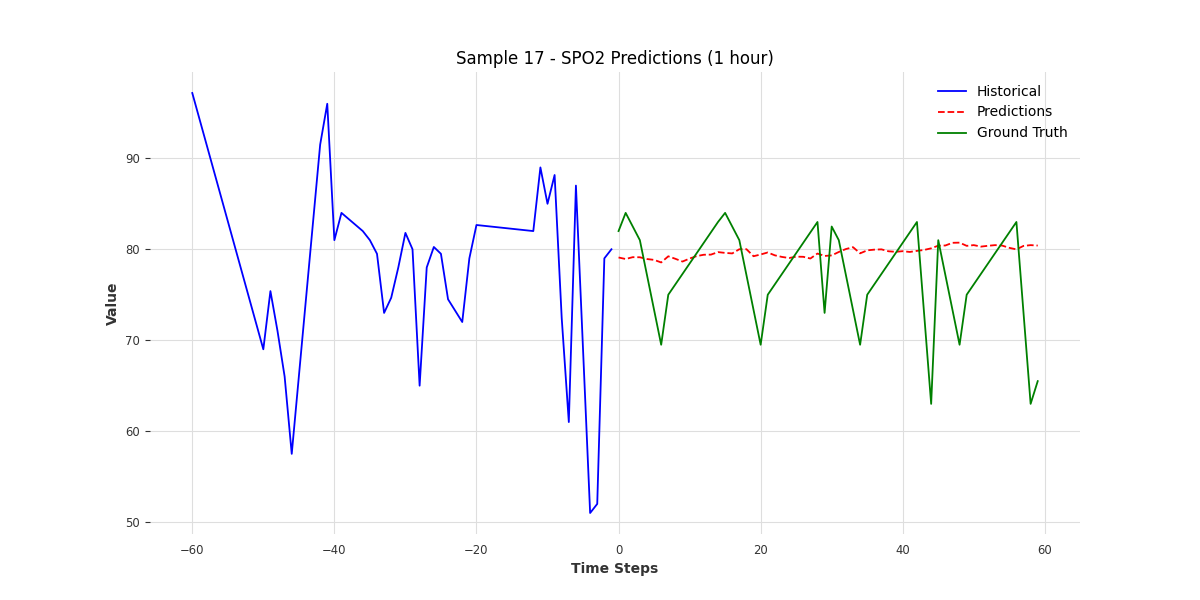 Sample 17 - SPO2 Predictions (1 hour)
Historical
Predictions
Ground Truth
Value
90
80
70
60
50
−60 −40 −20 0 20 40 60
Time Steps